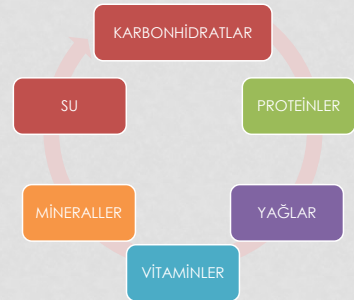 KARBONHİDRATLAR
PROTEİNLER
YAĞLAR
VİTAMİNLER
MİNERALLER
SU